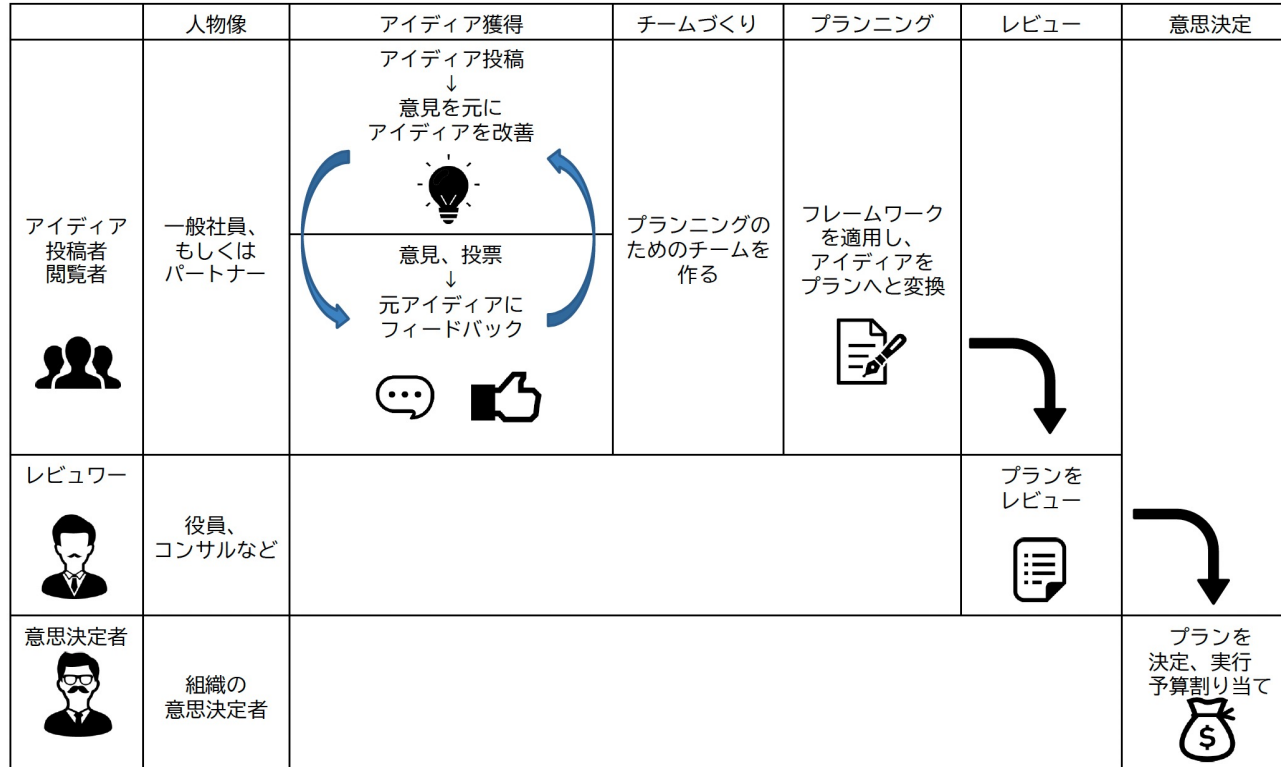 人物像
アイディア獲得
チームづくり
プランニング
レビュー
意思決定
アイディア
投稿者
閲覧者
一般社員、
もしくは
パートナー
アイディア投稿
↓
意見を元に
アイディアを改善
意見、投票
↓
元アイディアに
フィードバック
プランニングの
ためのチームを
作る
フレームワーク
を適用し、
アイディアを
プランへと変換
レビュワー
役員、
コンサルなど
プランを
レビュー
意思決定者
組織の
意思決定者
プランを
決定、実行
予算割り当て
$